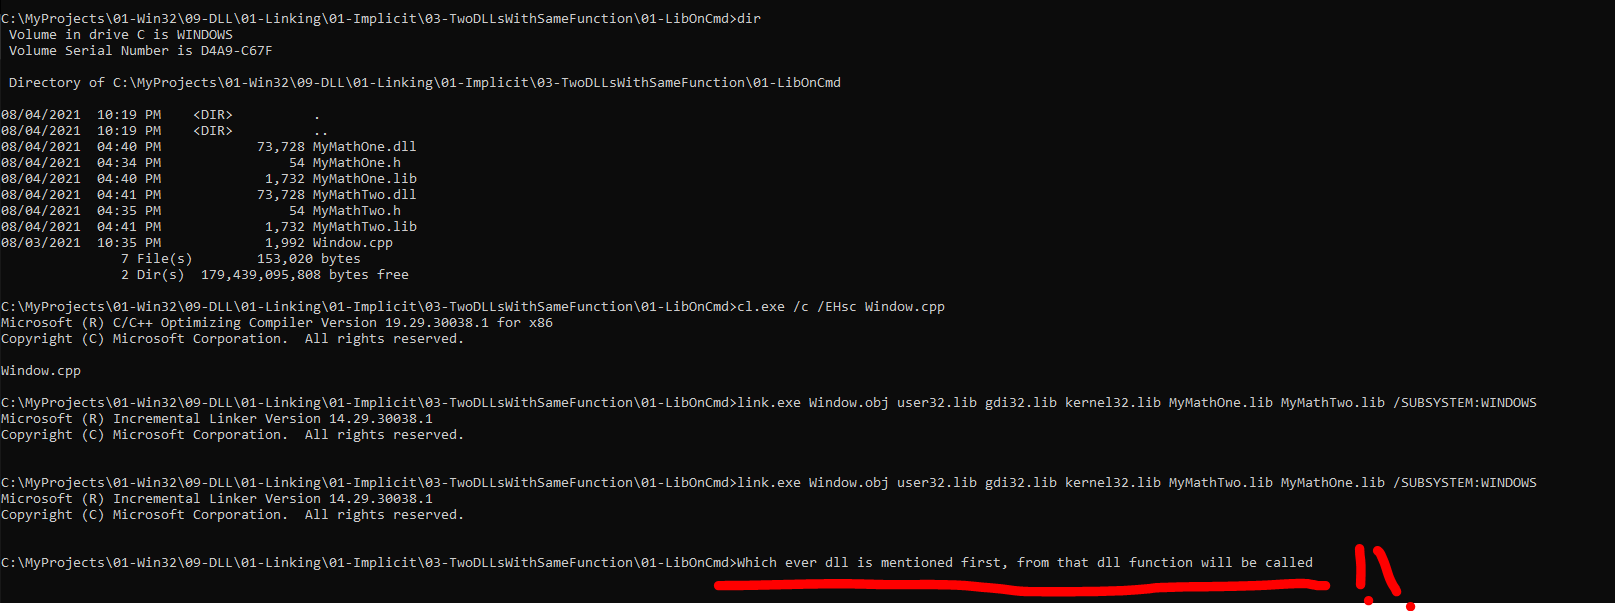 C:\MyProjects\01-Win32\09-DLL\01-Linking\01-Implicit\03-TwoDLLsWithSameFunction\01-LibOnCmd>dir
Volume in drive C is WINDOWS
Volume Serial Number is D4A9-C67F
Directory of C:\MyProjects\01-Win32\09-DLL\01-Linking\01-Implicit\03-TwoDLLsWithSameFunction\01-LibOnCmd
08/04/2021  10:19 PM    <DIR>          .
08/04/2021  10:19 PM    <DIR>          ..
08/04/2021  04:40 PM            73,728 MyMathOne.dll
08/04/2021  04:34 PM                54 MyMathOne.h
08/04/2021  04:40 PM             1,732 MyMathOne.lib
08/04/2021  04:41 PM            73,728 MyMathTwo.dll
08/04/2021  04:35 PM                54 MyMathTwo.h
08/04/2021  04:41 PM             1,732 MyMathTwo.lib
08/03/2021  10:35 PM             1,992 Window.cpp
7 File(s)        153,020 bytes
2 Dir(s)  179,439,095,808 bytes free
C:\MyProjects\01-Win32\09-DLL\01-Linking\01-Implicit\03-TwoDLLsWithSameFunction\01-LibOnCmd>cl.exe /c /EHsc Window.cpp
Microsoft (R) C/C++ Optimizing Compiler Version 19.29.30038.1 for x86
Copyright (C) Microsoft Corporation.  All rights reserved.
Window.cpp
C:\MyProjects\01-Win32\09-DLL\01-Linking\01-Implicit\03-TwoDLLsWithSameFunction\01-LibOnCmd>link.exe Window.obj user32.lib gdi32.lib kernel32.lib MyMathOne.lib MyMathTwo.lib /SUBSYSTEM:WINDOWS
Microsoft (R) Incremental Linker Version 14.29.30038.1
Copyright (C) Microsoft Corporation.  All rights reserved.
C:\MyProjects\01-Win32\09-DLL\01-Linking\01-Implicit\03-TwoDLLsWithSameFunction\01-LibOnCmd>link.exe Window.obj user32.lib gdi32.lib kernel32.lib MyMathTwo.lib MyMathOne.lib /SUBSYSTEM:WINDOWS
Microsoft (R) Incremental Linker Version 14.29.30038.1
Copyright (C) Microsoft Corporation.  All rights reserved.
C:\MyProjects\01-Win32\09-DLL\01-Linking\01-Implicit\03-TwoDLLsWithSameFunction\01-LibOnCmd>Which ever dll is mentioned first, from that dll function will be called !!